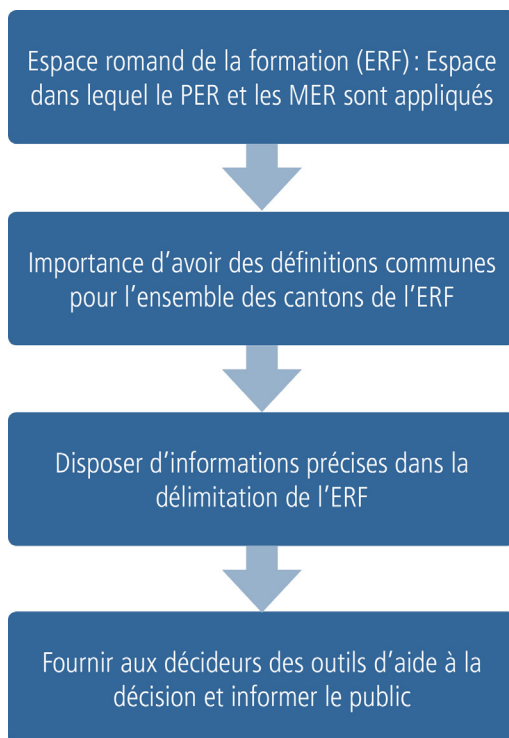 Espace romand de la formation (ERF) : Espace
dans lequel le PER et les MER sont appliqués
Importance d’avoir des définitions communes
pour l’ensemble des cantons de l’ERF
Disposer d’informations précises dans la
délimitation de l’ERF
Fournir aux décideurs des outils d’aide à la
décision et informer le public